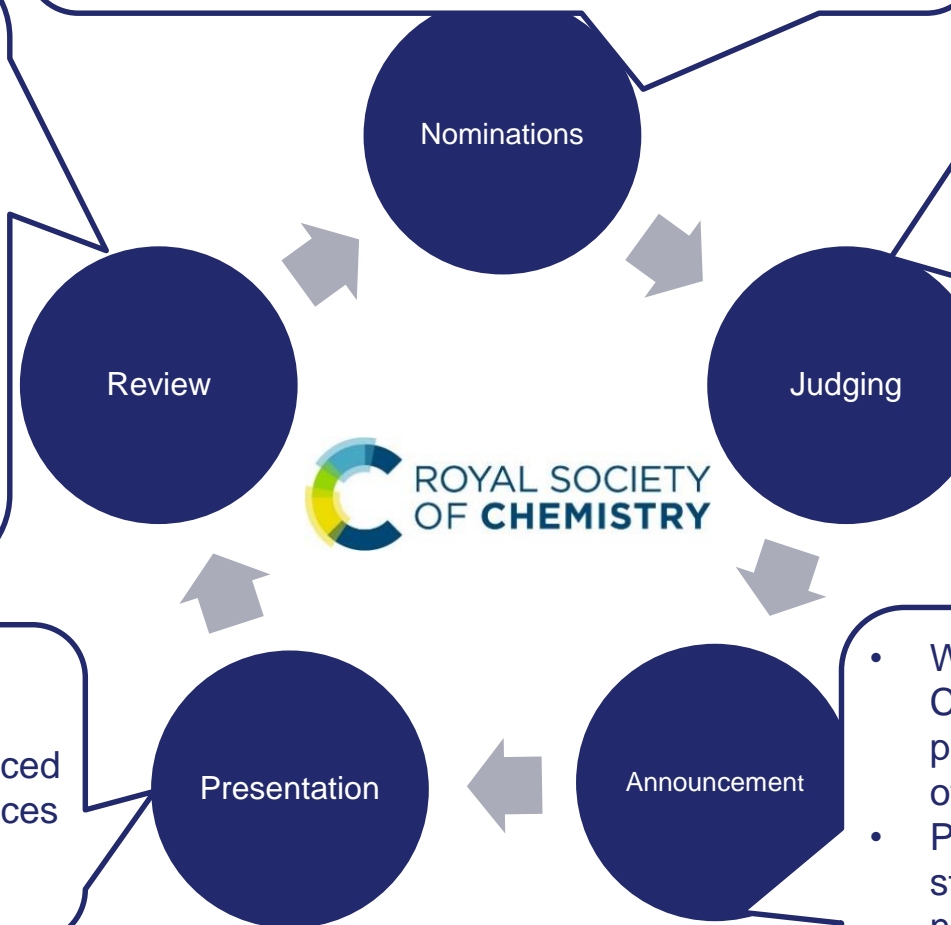 Nominations
Review
Judging
ROYAL SOCIETY
OF CHEMISTRY
Presentation
Announcement
•
•